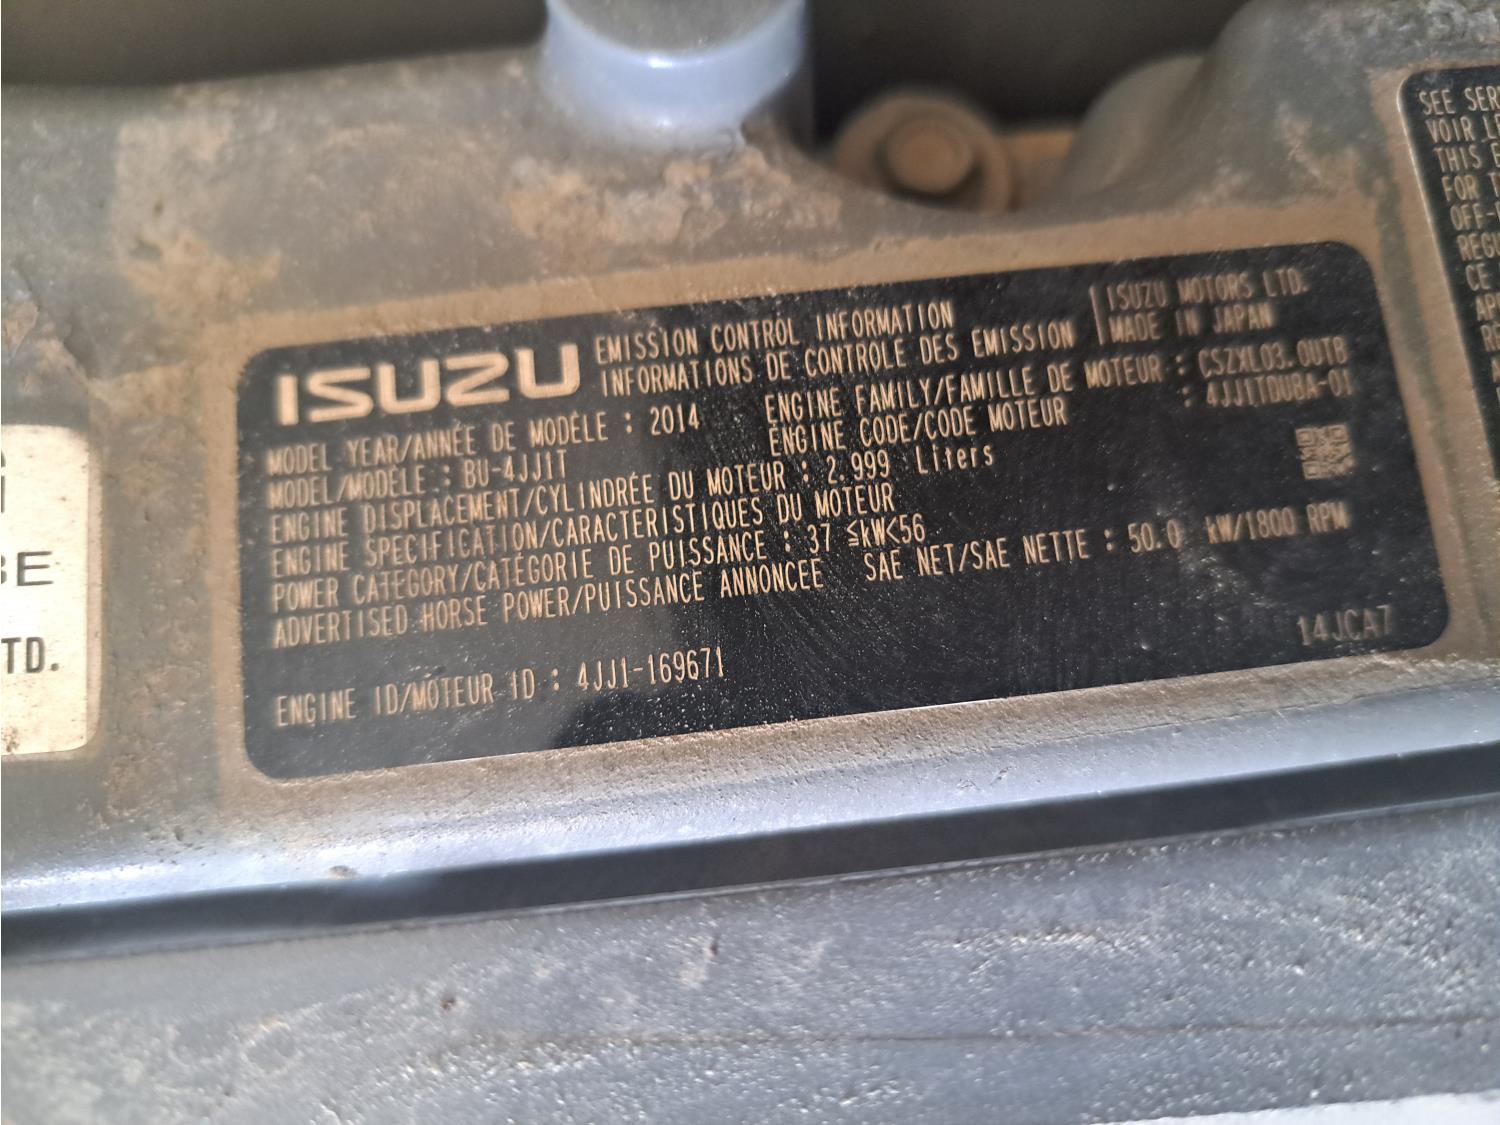 ISUZU
EMISSION CONTROL INFORMATION
INFORMATIONS DE CONTROLE DES EMISSION
ISUZU MOTORS LTD.
MADE IN JAPAN
MODEL YEAR/ANNÉE DE MODÈLE : 2014
ENGINE FAMILY/FAMILLE DE MOTEUR : CSZXL03.0UTB
MODEL/MODÈLE : BU-4JJ1T
ENGINE CODE/CODE MOTEUR : 4JJ1TDUBA-01
ENGINE DISPLACEMENT/CYLINDRÉE DU MOTEUR : 2.999 Liters
ENGINE SPECIFICATION/CARACTÉRISTIQUES DU MOTEUR
POWER CATEGORY/CATÉGORIE DE PUISSANCE : 37 ≦kW<56
ADVERTISED HORSE POWER/PUISSANCE ANNONCEE SAE NET/SAE NETTE : 50.0 kW/1800 RPM
ENGINE ID/MOTEUR ID : 4JJ1-169671
14JCA7
TD.
SEE
VOIR
THIS
FOR
CE